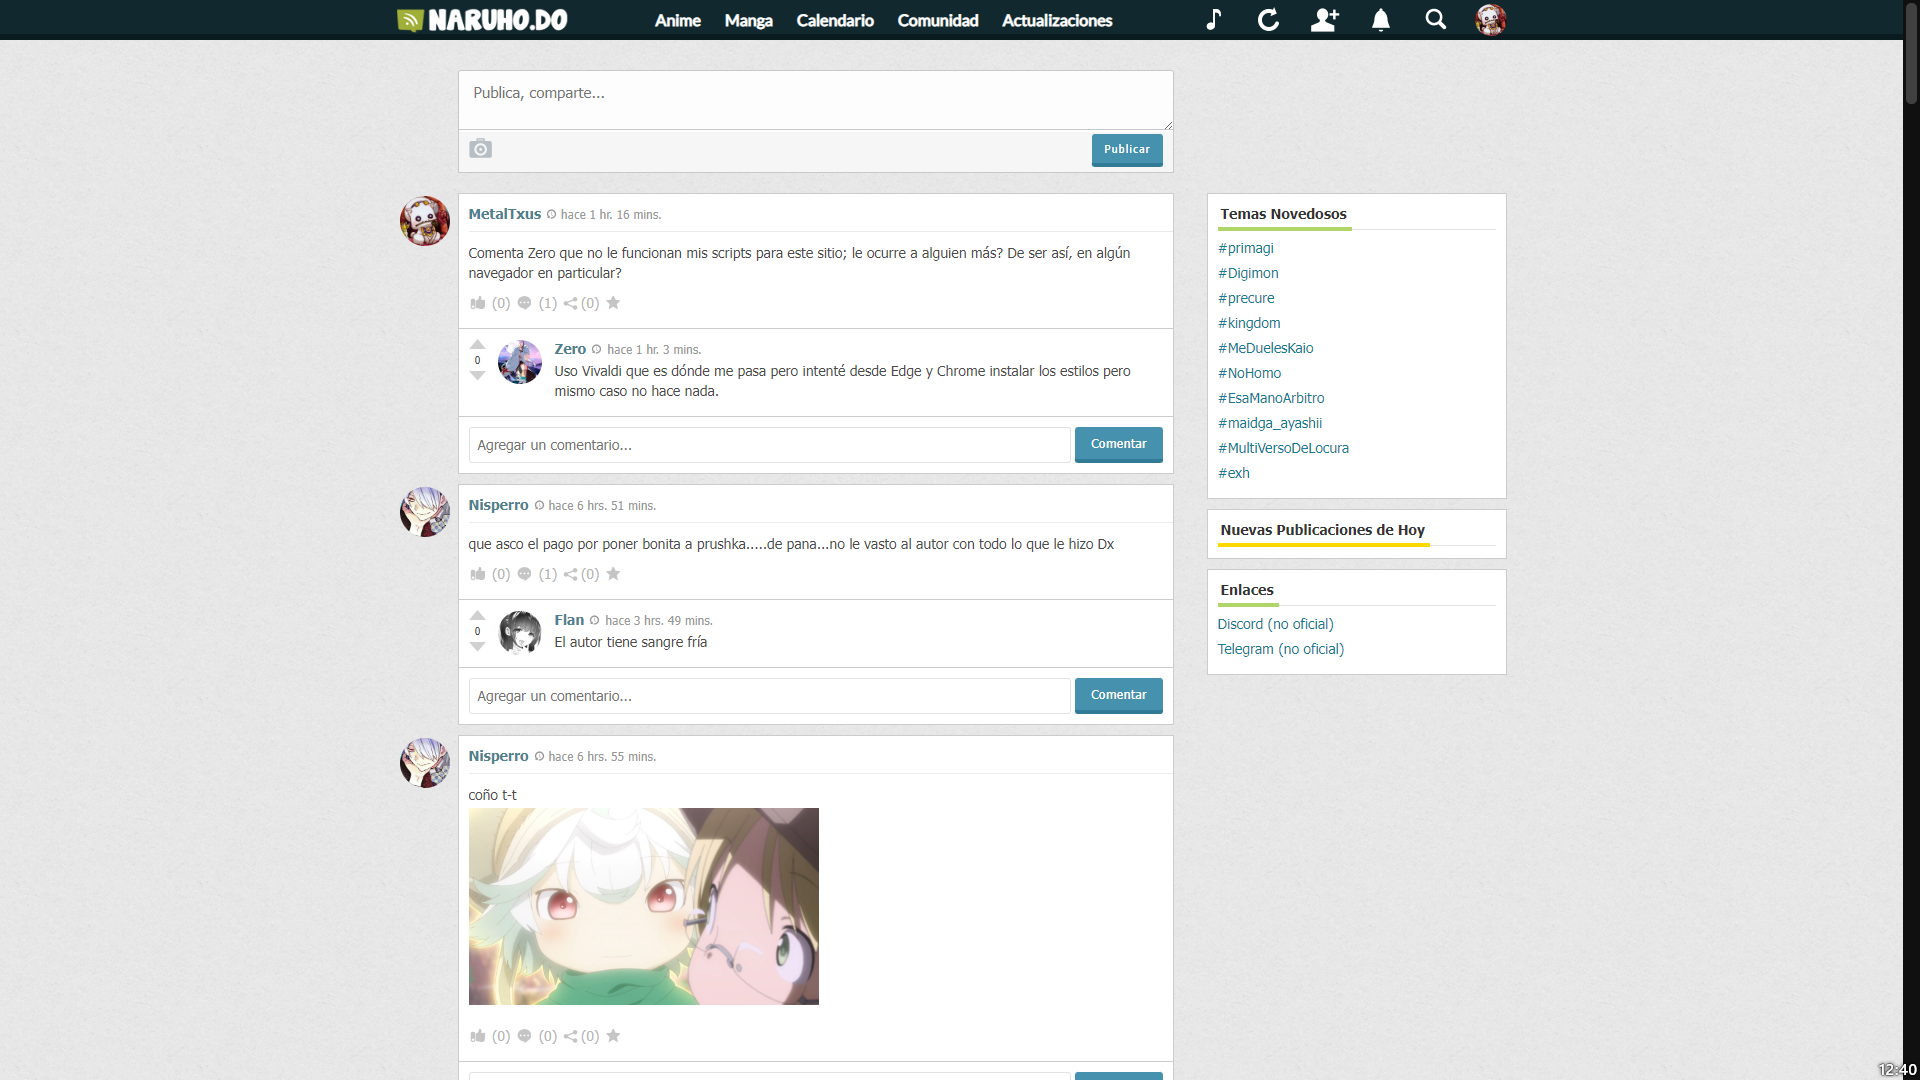 NARUHO.DO
Anime Manga Calendario Comunidad Actualizaciones
Publica, comparte...
Publicar
MetalTxus hace 1 hr. 16 mins.
Comenta Zero que no le funcionan mis scripts para este sitio; le ocurre a alguien más? De ser así, en algún
navegador en particular?
(0) (1) (0)
Zero hace 1 hr. 3 mins.
0
Uso Vivaldi que es dónde me pasa pero intenté desde Edge y Chrome instalar los estilos pero
mismo caso no hace nada.
Agregar un comentario...
Comentar
Nisperro hace 6 hrs. 51 mins.
que asco el pago por poner bonita a prushka.....de pana...no le vasto al autor con todo lo que le hizo Dx
(0) (1) (0)
Flan hace 3 hrs. 49 mins.
0
El autor tiene sangre fría
Agregar un comentario...
Comentar
Nisperro hace 6 hrs. 55 mins.
coño t-t
(0) (0) (0)
Temas Novedosos
#primagi
#Digimon
#precure
#kingdom
#MeDuelesKaio
#NoHomo
#EsaManoArbitro
#maidga_ayashii
#MultiVersoDeLocura
#exh
Nuevas Publicaciones de Hoy
Enlaces
Discord (no oficial)
Telegram (no oficial)
12:40